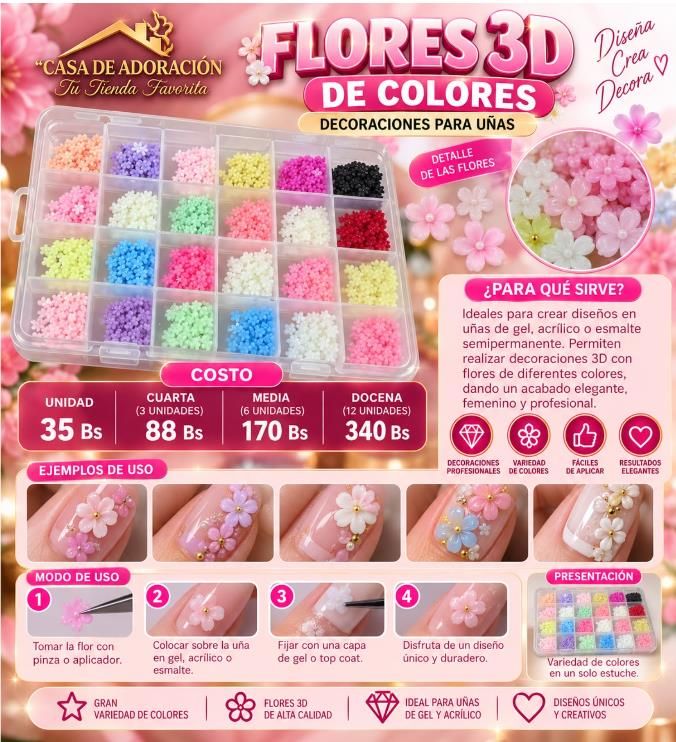 "CASA DE ADORACIÓN
Tu Tienda Favorita
FLORES 3D
DE COLORES
DECORACIONES PARA UÑAS
Diseña
Crea
Decora
DETALLE
DE LAS FLORES
¿PARA QUÉ SIRVE?
Ideales para crear diseños en
uñas de gel, acrílico o esmalte
semipermanente. Permiten
realizar decoraciones 3D con
flores de diferentes colores,
dando un acabado elegante,
femenino y profesional.
DECORACIONES
PROFESIONALES
VARIEDAD
DE COLORES
FÁCILES
DE APLICAR
RESULTADOS
ELEGANTES
COSTO
UNIDAD
35 Bs
CUARTA
(3 UNIDADES)
88 Bs
MEDIA
(6 UNIDADES)
170 Bs
DOCENA
(12 UNIDADES)
340 Bs
EJEMPLOS DE USO
MODO DE USO
1
Tomar la flor con
pinza o aplicador.
2
Colocar sobre la uña
en gel, acrílico o
esmalte.
3
Fijar con una capa
de gel o top coat.
4
Disfruta de un diseño
único y duradero.
PRESENTACIÓN
Variedad de colores
en un solo estuche.
GRAN
VARIEDAD DE COLORES
FLORES 3D
DE ALTA CALIDAD
IDEAL PARA UÑAS
DE GEL Y ACRÍLICO
DISEÑOS ÚNICOS
Y CREATIVOS